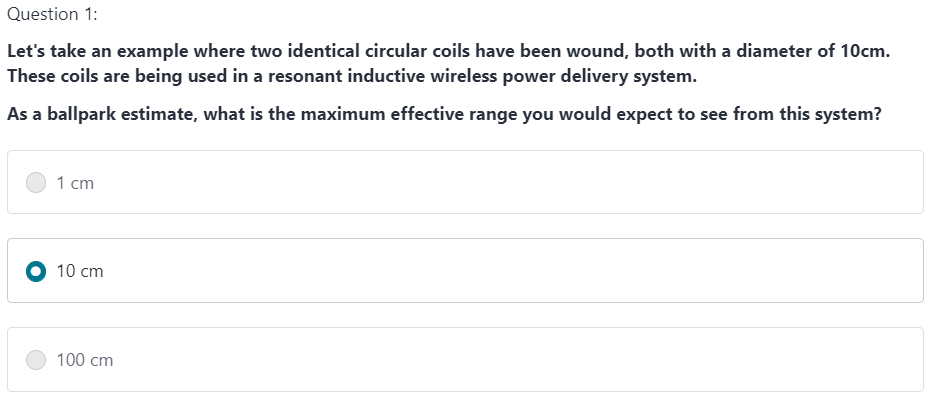 Question 1:
Let's take an example where two identical circular coils have been wound, both with a diameter of 10cm.
These coils are being used in a resonant inductive wireless power delivery system.
As a ballpark estimate, what is the maximum effective range you would expect to see from this system?
1 cm
10 cm
100 cm